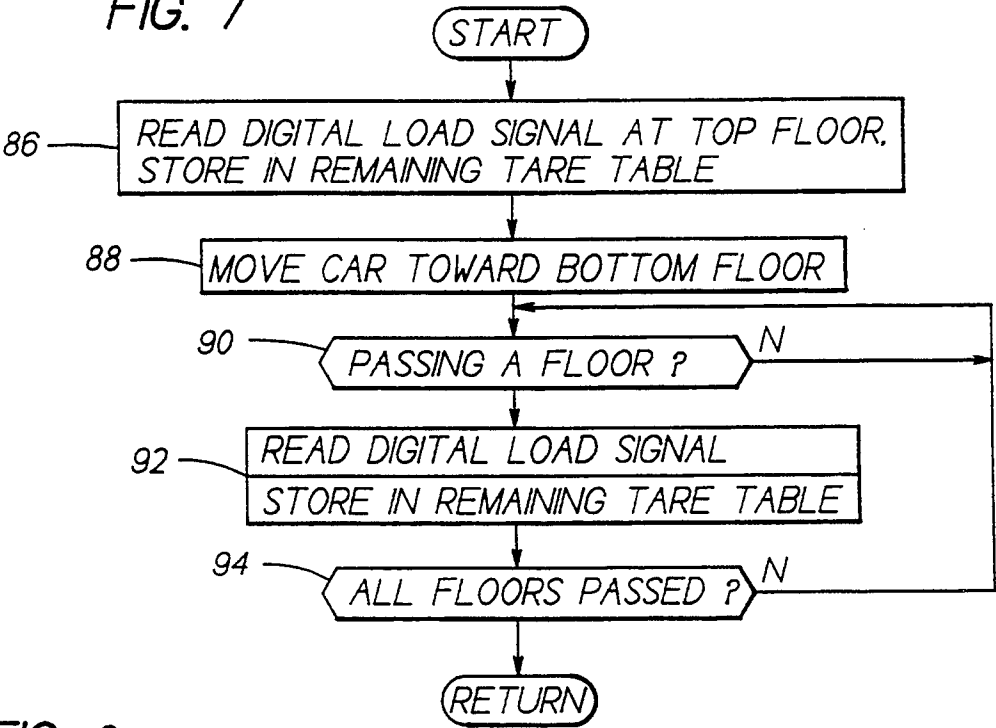 FIG. 7
START
86
READ DIGITAL LOAD SIGNAL AT TOP FLOOR.
STORE IN REMAINING TARE TABLE
88
MOVE CAR TOWARD BOTTOM FLOOR
90
PASSING A FLOOR ?
N
92
READ DIGITAL LOAD SIGNAL
STORE IN REMAINING TARE TABLE
94
ALL FLOORS PASSED ?
N
RETURN